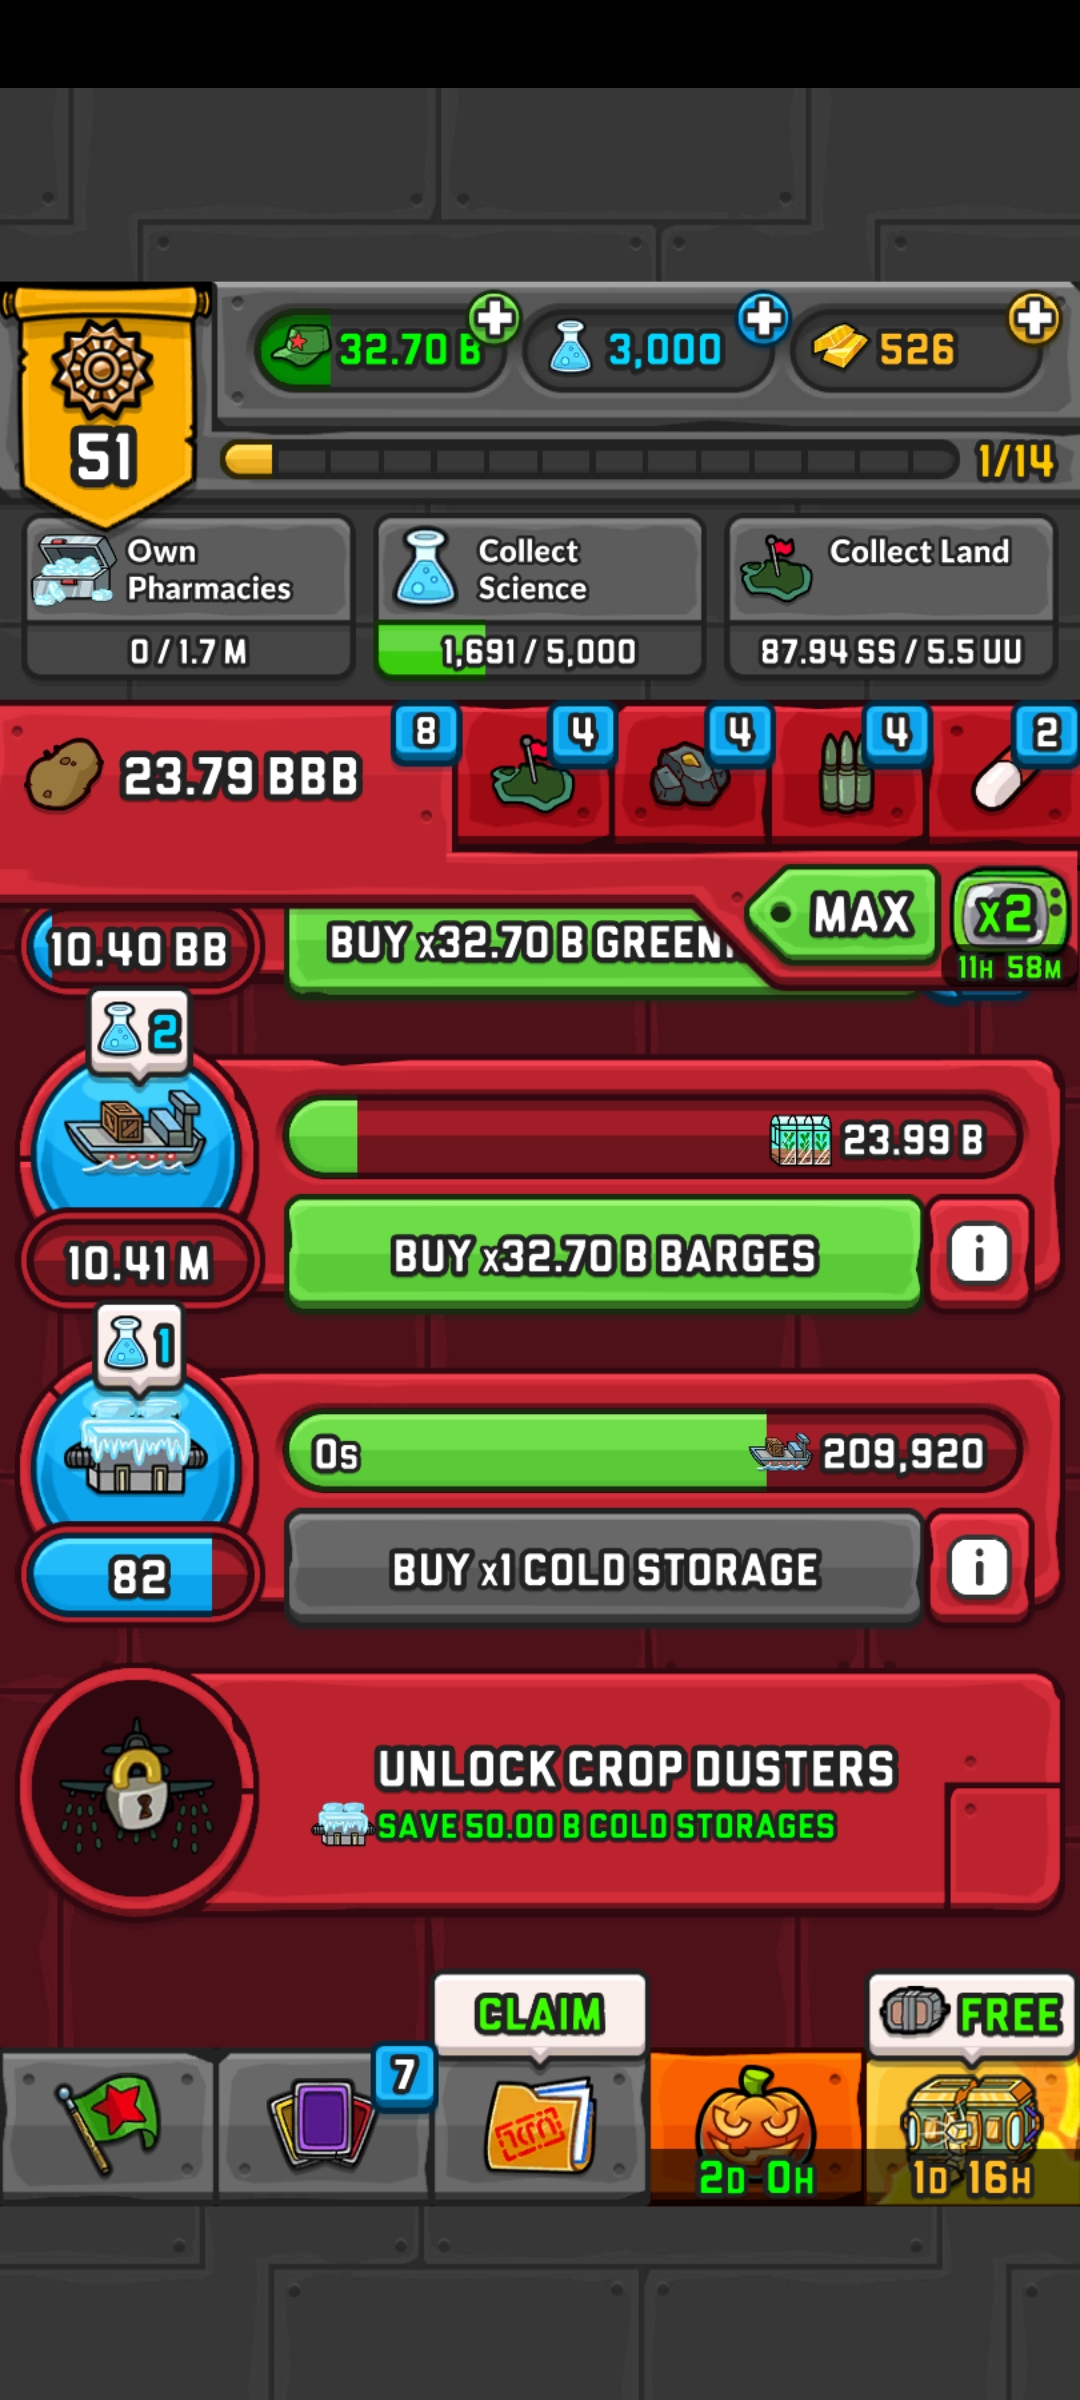 32.70 B
3,000
526
51
1/14
Own
Pharmacies
0 / 1.7 M
Collect
Science
1,691 / 5,000
Collect Land
87.94 SS / 5.5 UU
23.79 BBB
8
4
4
4
2
MAX
x2
11H 58M
10.40 BB
BUY x32.70 B GREEN
2
23.99 B
10.41 M
BUY x32.70 B BARGES
i
1
0s
209,920
82
BUY x1 COLD STORAGE
i
UNLOCK CROP DUSTERS
SAVE 50.00 B COLD STORAGES
CLAIM
FREE
7
2D 0H
1D 16H